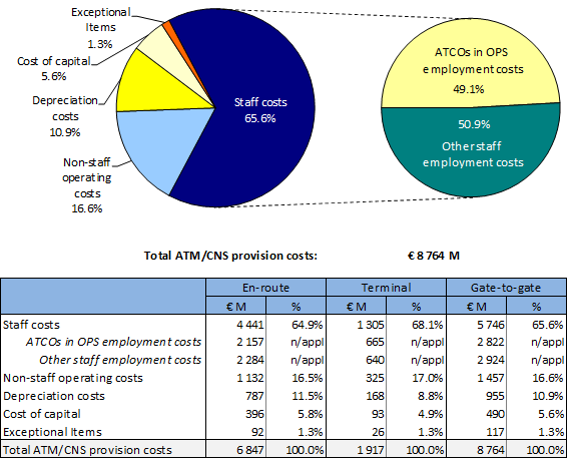 Exceptional
Items
1.3%
Cost of capital
5.6%
Depreciation
costs
10.9%
Non-staff
operating
costs
16.6%
Staff costs
65.6%
ATCOs in OPS
employment costs
49.1%
50.9%
Other staff
employment costs
Total ATM/CNS provision costs: € 8 764 M
En-route Terminal Gate-to-gate
€ M % € M % € M %
Staff costs 4 441 64.9% 1 305 68.1% 5 746 65.6%
ATCOs in OPS employment costs 2 157 n/appl 665 n/appl 2 822 n/appl
Other staff employment costs 2 284 n/appl 640 n/appl 2 924 n/appl
Non-staff operating costs 1 132 16.5% 325 17.0% 1 457 16.6%
Depreciation costs 787 11.5% 168 8.8% 955 10.9%
Cost of capital 396 5.8% 93 4.9% 490 5.6%
Exceptional Items 92 1.3% 26 1.3% 117 1.3%
Total ATM/CNS provision costs 6 847 100.0% 1 917 100.0% 8 764 100.0%